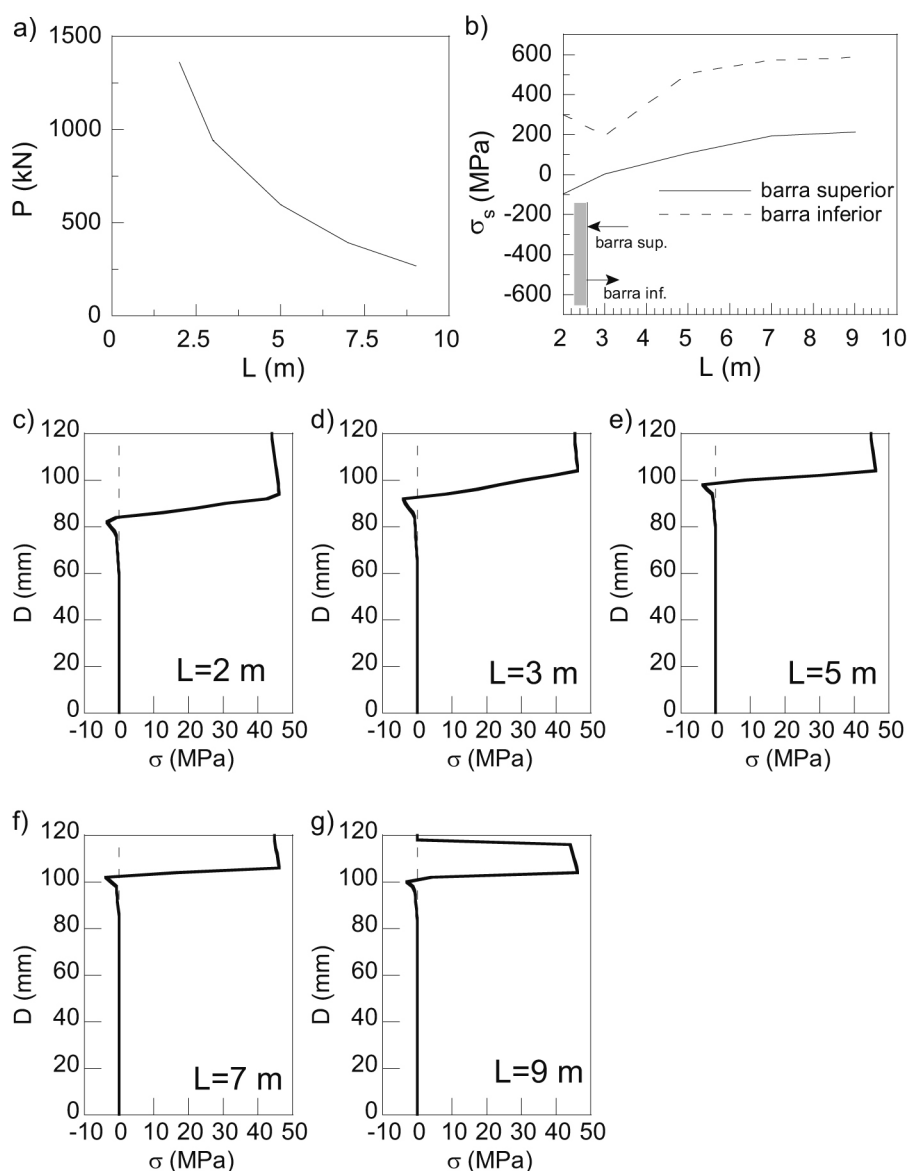 a)
1500
1000
500
0
P (kN)
0
2.5
5
7.5
10
L (m)
b)
600
400
200
0
-200
-400
-600
σs (MPa)
barra superior
barra inferior
barra sup.
barra inf.
2
3
4
5
6
7
8
9
10
L (m)
c)
120
100
80
60
40
20
0
D (mm)
L=2 m
-10 0 10 20 30 40 50
σ (MPa)
d)
120
100
80
60
40
20
0
D (mm)
L=3 m
-10 0 10 20 30 40 50
σ (MPa)
e)
120
100
80
60
40
20
0
D (mm)
L=5 m
-10 0 10 20 30 40 50
σ (MPa)
f)
120
100
80
60
40
20
0
D (mm)
L=7 m
-10 0 10 20 30 40 50
σ (MPa)
g)
120
100
80
60
40
20
0
D (mm)
L=9 m
-10 0 10 20 30 40 50
σ (MPa)